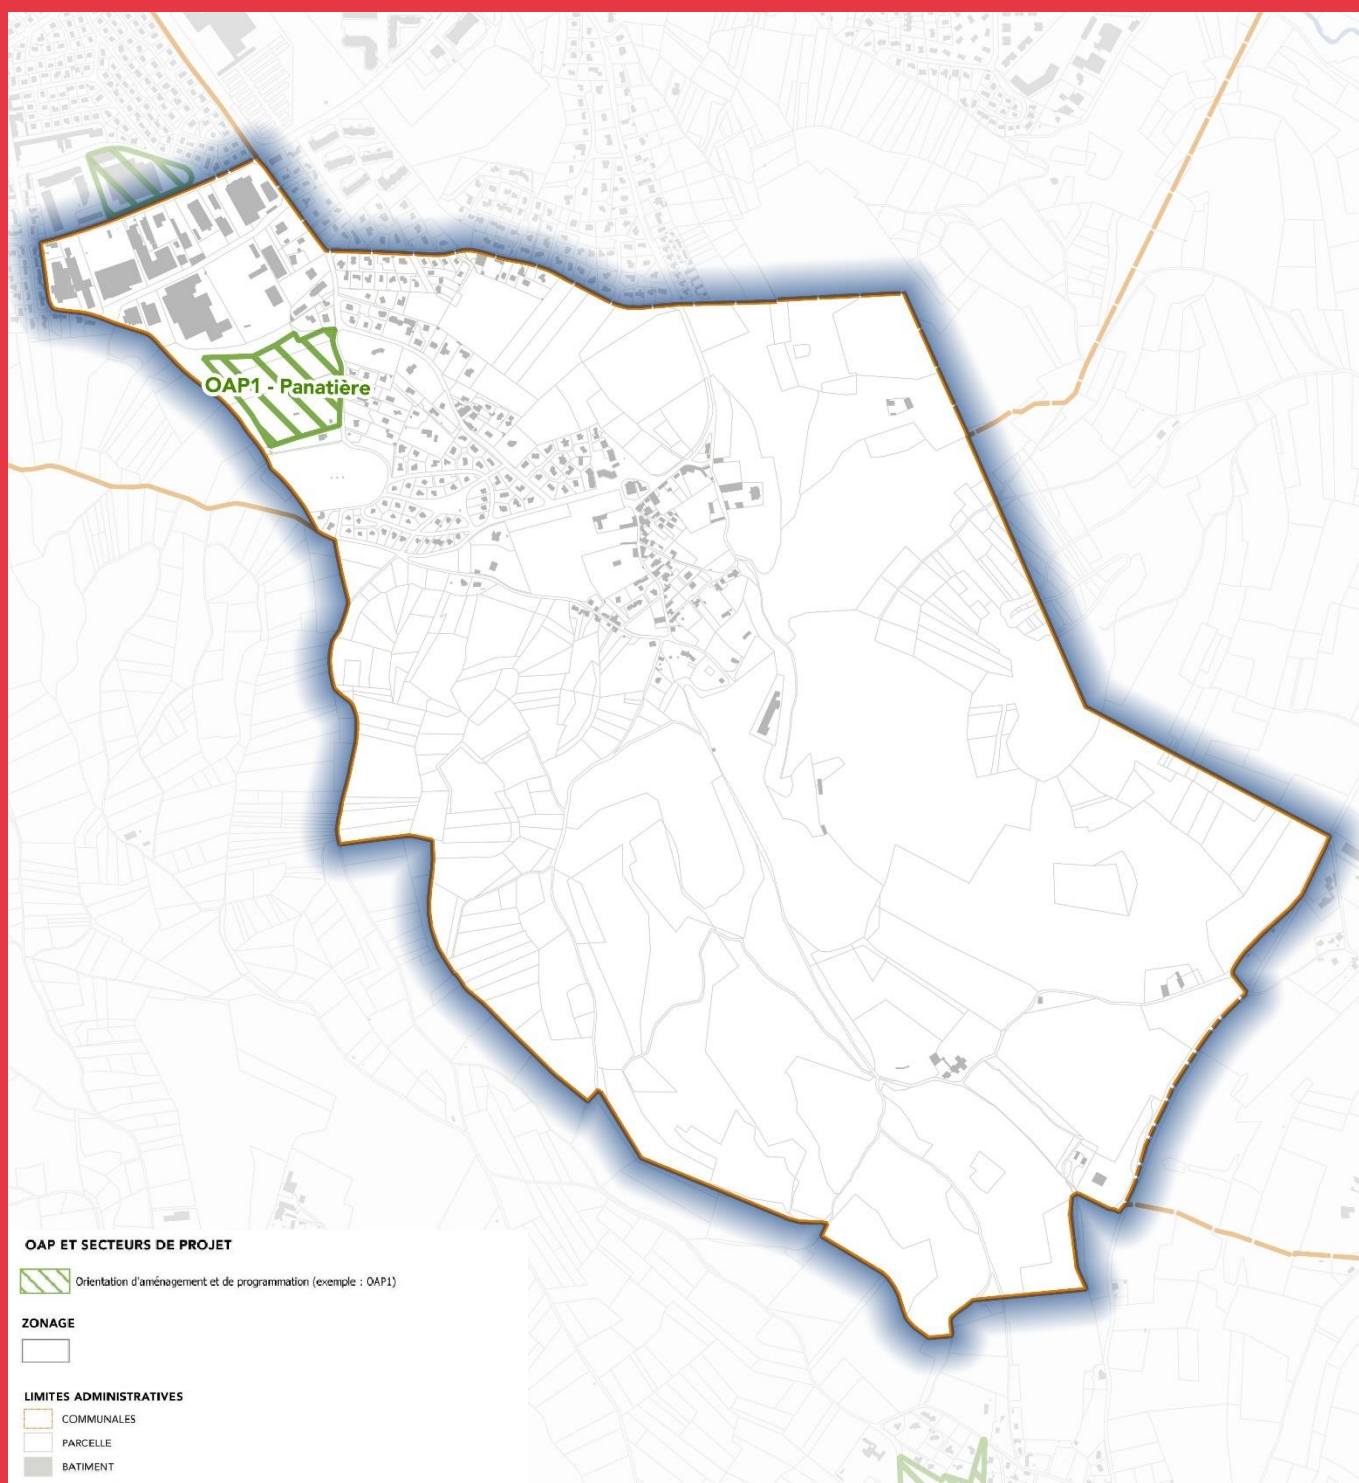 OAP1 - Panatière
OAP ET SECTEURS DE PROJET
Orientation d'aménagement et de programmation (exemple : OAP1)
ZONAGE
LIMITES ADMINISTRATIVES
COMMUNALES
PARCELLE
BATIMENT